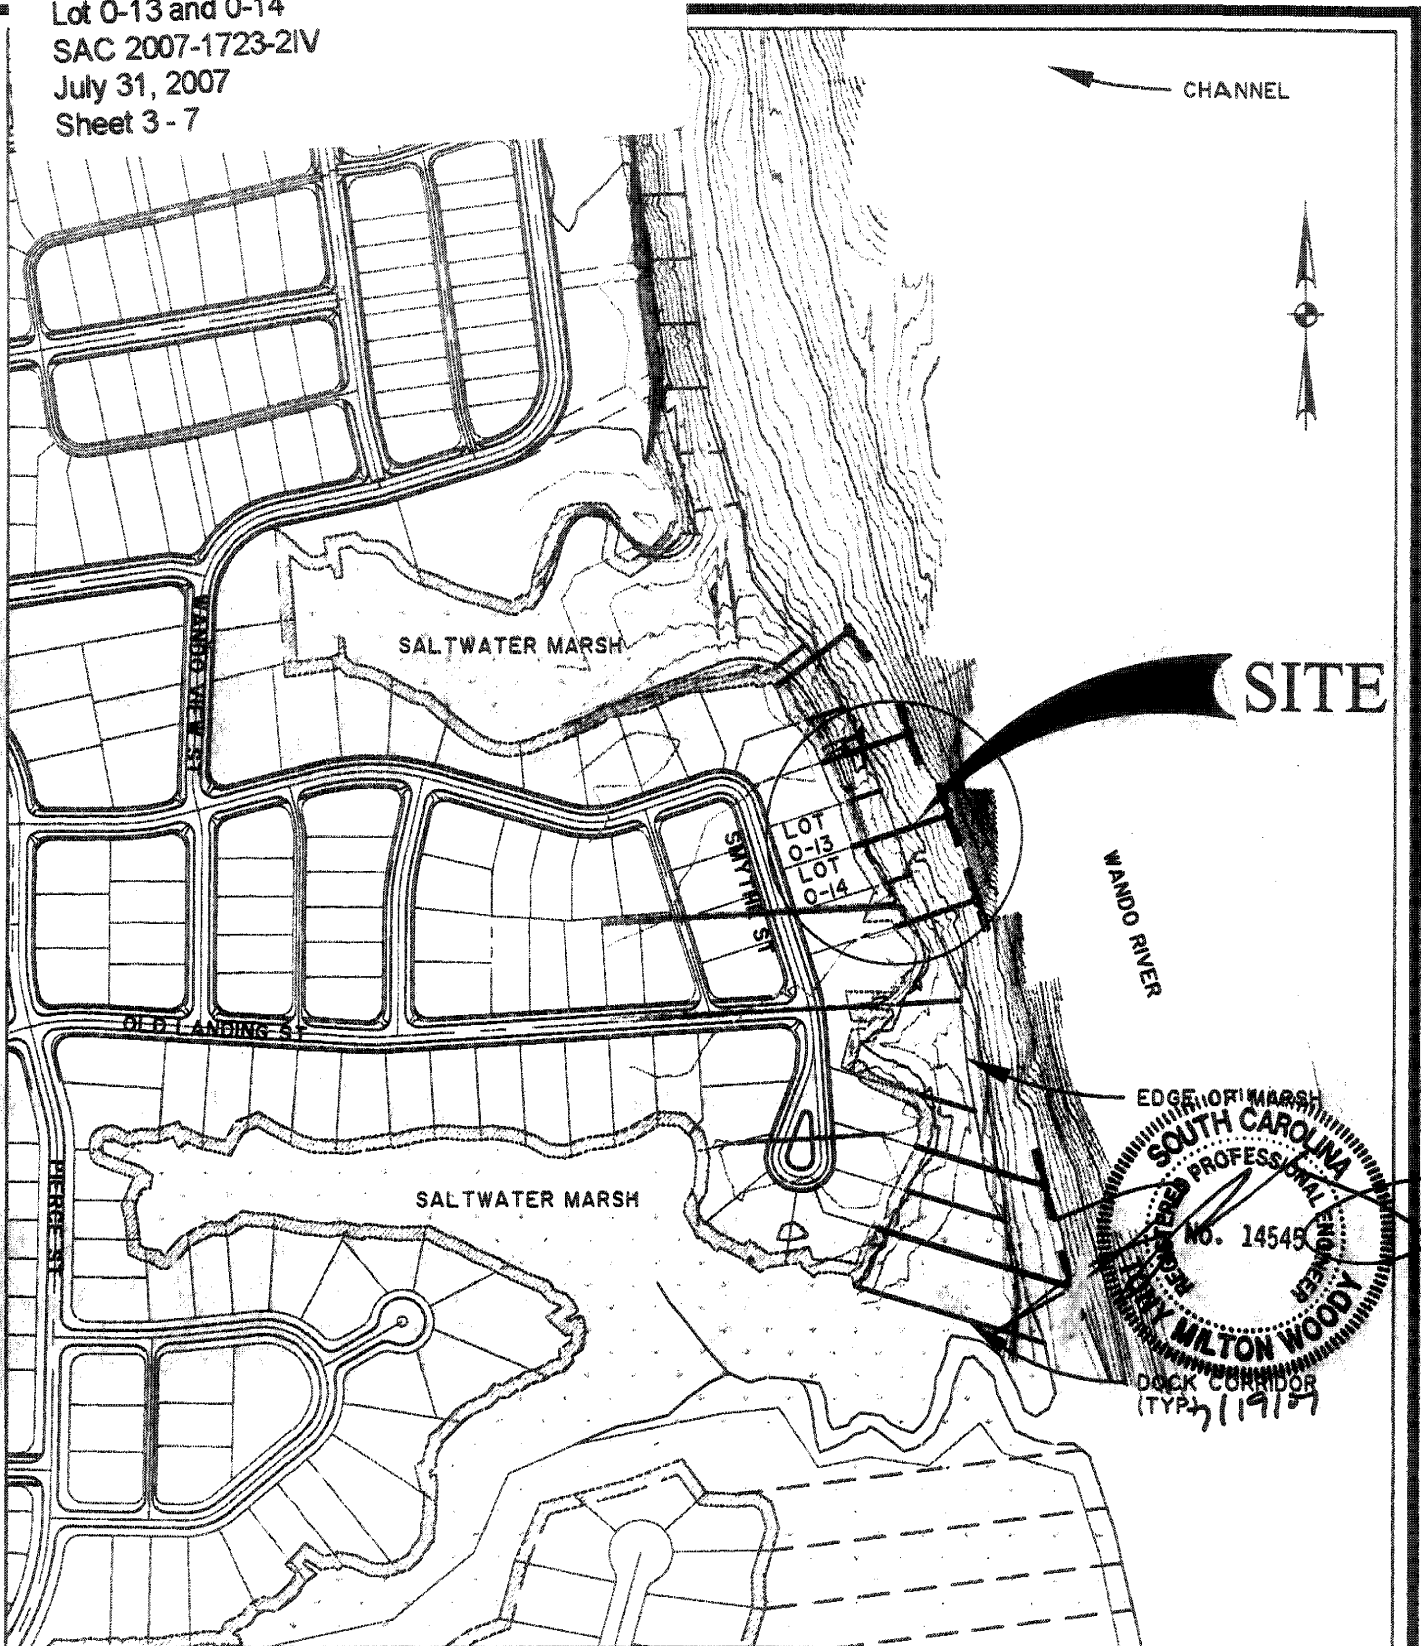 Lot O-13 and O-14
SAC 2007-1723-2IV
July 31, 2007
Sheet 3 - 7
CHANNEL
SALTWATER MARSH
WANDO VIEW ST
SITE
LOT
O-13
LOT
O-14
SMYTHE ST
WANDO RIVER
OLD LANDING ST
EDGE OF MARSH
SOUTH CAROLINA
REGISTERED PROFESSIONAL ENGINEER
No. 14545
MILTON WOODY
PIERCE ST
SALTWATER MARSH
DOCK CORRIDOR
(TYP)